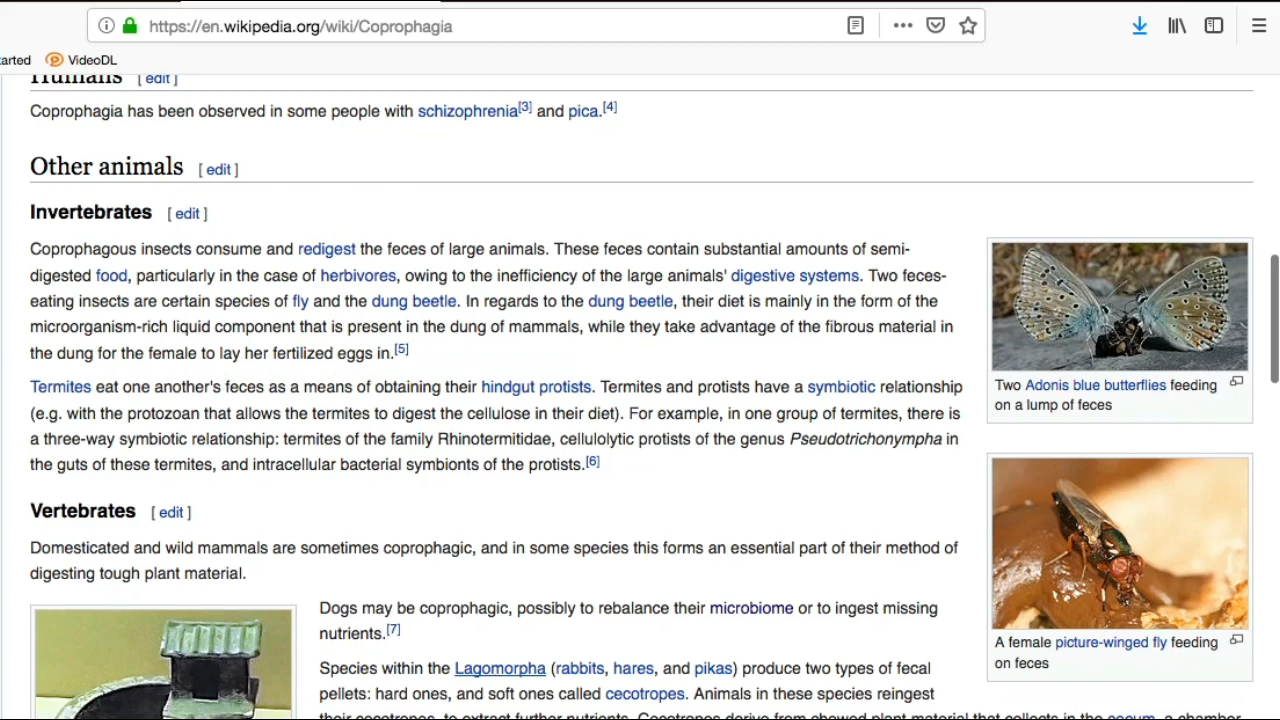 https://en.wikipedia.org/wiki/Coprophagia
arted VideoDL
Humans [ edit ]
Coprophagia has been observed in some people with schizophrenia[3] and pica.[4]
Other animals [ edit ]
Invertebrates [ edit ]
Coprophagous insects consume and redigest the feces of large animals. These feces contain substantial amounts of semi-
digested food, particularly in the case of herbivores, owing to the inefficiency of the large animals' digestive systems. Two feces-
eating insects are certain species of fly and the dung beetle. In regards to the dung beetle, their diet is mainly in the form of the
microorganism-rich liquid component that is present in the dung of mammals, while they take advantage of the fibrous material in
the dung for the female to lay her fertilized eggs in.[5]
Termites eat one another's feces as a means of obtaining their hindgut protists. Termites and protists have a symbiotic relationship
(e.g. with the protozoan that allows the termites to digest the cellulose in their diet). For example, in one group of termites, there is
a three-way symbiotic relationship: termites of the family Rhinotermitidae, cellulolytic protists of the genus Pseudotrichonympha in
the guts of these termites, and intracellular bacterial symbionts of the protists.[6]
Two Adonis blue butterflies feeding
on a lump of feces
Vertebrates [ edit ]
Domesticated and wild mammals are sometimes coprophagic, and in some species this forms an essential part of their method of
digesting tough plant material.
Dogs may be coprophagic, possibly to rebalance their microbiome or to ingest missing
nutrients.[7]
Species within the Lagomorpha (rabbits, hares, and pikas) produce two types of fecal
pellets: hard ones, and soft ones called cecotropes. Animals in these species reingest
their cecotropes, to extract further nutrients. Cecotropes derive from chewed plant material that collects in the cecum, a chamber
A female picture-winged fly feeding
on feces